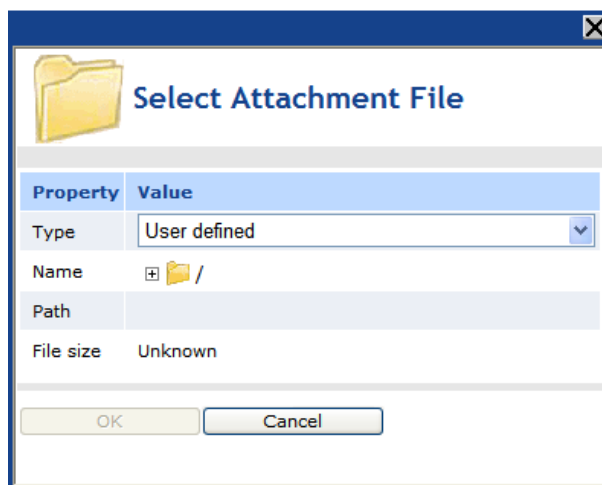 Select Attachment File
Property Value
Type User defined
Name /
Path
File size Unknown
OK Cancel